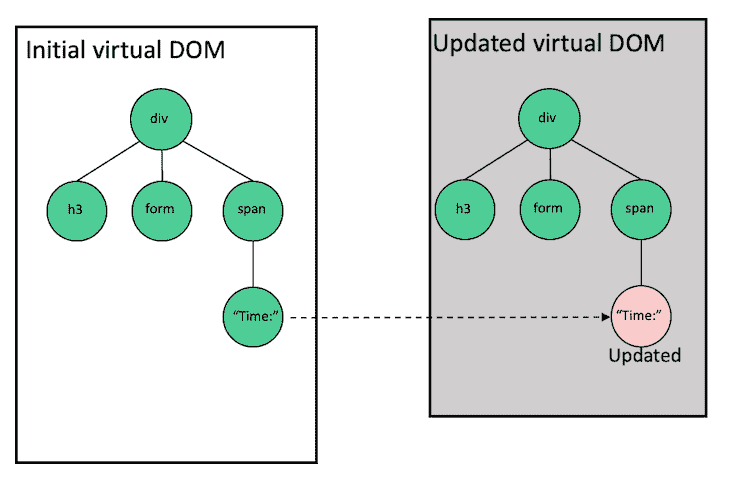 Initial virtual DOM
div
h3
form
span
“Time:”
Updated virtual DOM
div
h3
form
span
“Time:”
Updated